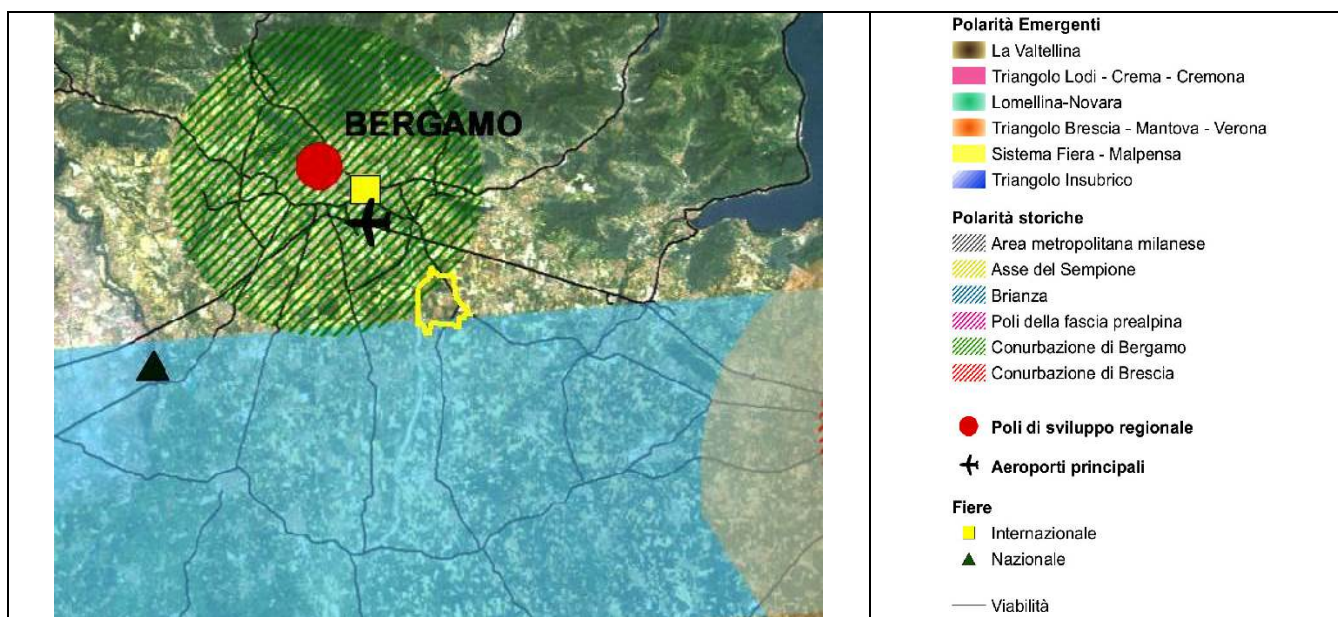 BERGAMO
Polarità Emergenti
La Valtellina
Triangolo Lodi - Crema - Cremona
Lomellina-Novara
Triangolo Brescia - Mantova - Verona
Sistema Fiera - Malpensa
Triangolo Insubrico
Polarità storiche
Area metropolitana milanese
Asse del Sempione
Brianza
Poli della fascia prealpina
Conurbazione di Bergamo
Conurbazione di Brescia
Poli di sviluppo regionale
Aeroporti principali
Fiere
Internazionale
Nazionale
Viabilità